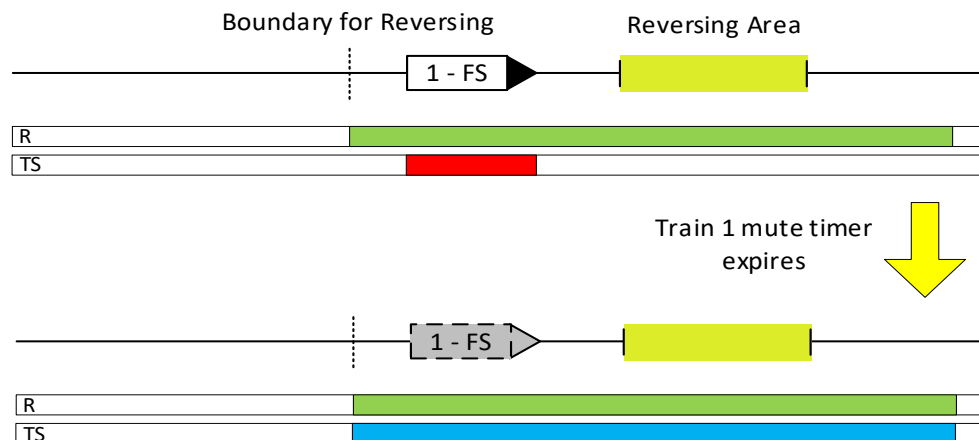 Boundary for Reversing
Reversing Area
1 - FS
R
TS
Train 1 mute timer
expires
1 - FS
R
TS